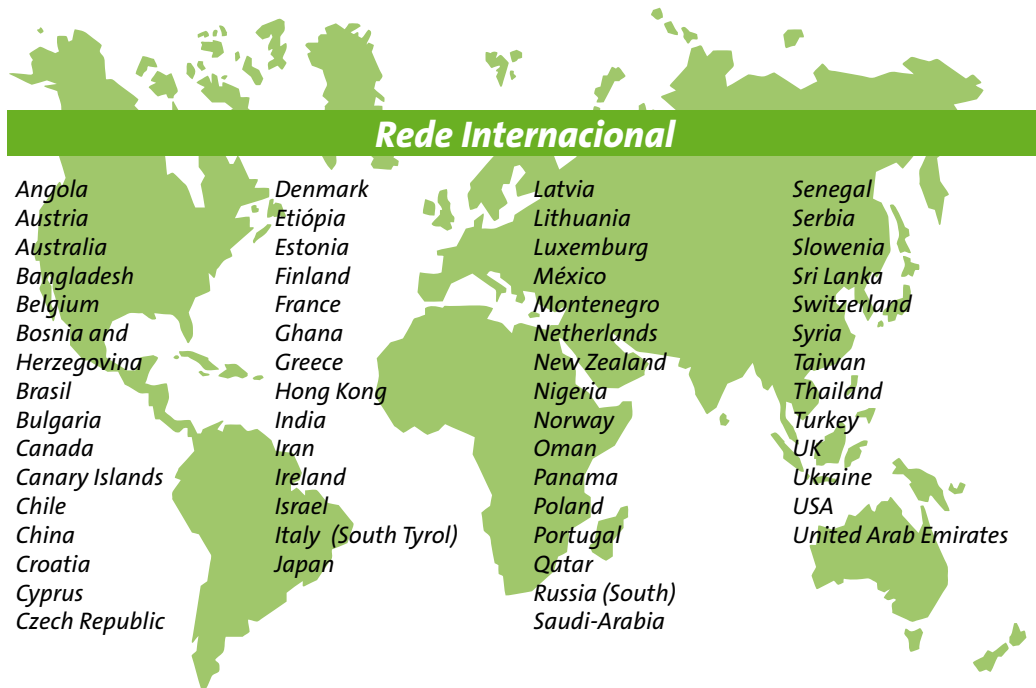 Rede Internacional
Angola
Austria
Australia
Bangladesh
Belgium
Bosnia and
Herzegovina
Brasil
Bulgaria
Canada
Canary Islands
Chile
China
Croatia
Cyprus
Czech Republic
Denmark
Etiópia
Estonia
Finland
France
Ghana
Greece
Hong Kong
India
Iran
Ireland
Israel
Italy (South Tyrol)
Japan
Latvia
Lithuania
Luxemburg
México
Montenegro
Netherlands
New Zealand
Nigeria
Norway
Oman
Panama
Poland
Portugal
Qatar
Russia (South)
Saudi-Arabia
Senegal
Serbia
Slowenia
Sri Lanka
Switzerland
Syria
Taiwan
Thailand
Turkey
UK
Ukraine
USA
United Arab Emirates